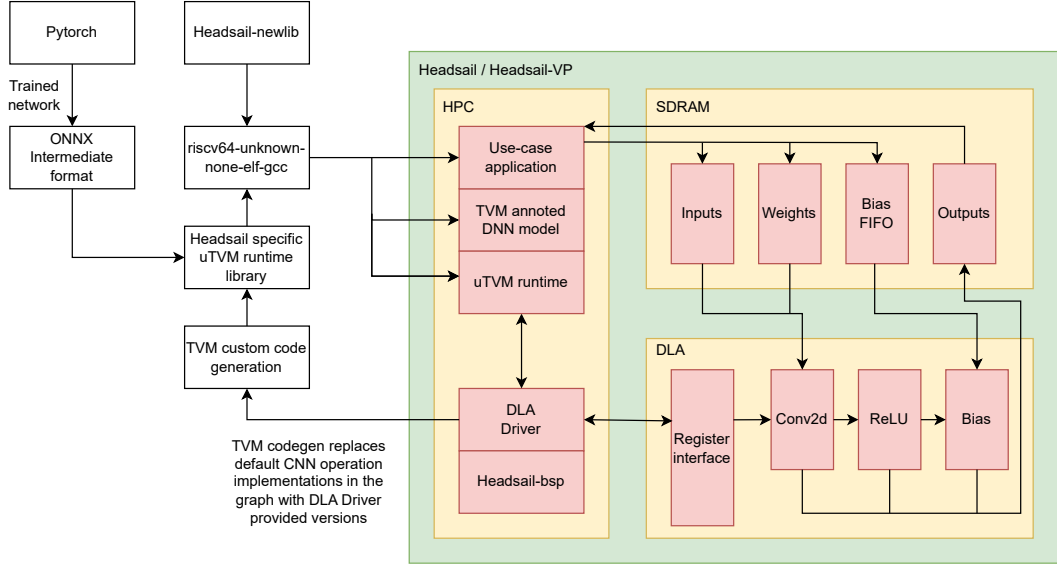 Pytorch
Headsail-newlib
Trained
network
ONNX
Intermediate
format
riscv64-unknown-
none-elf-gcc
Headsail specific
uTVM runtime
library
TVM custom code
generation
TVM codegen replaces
default CNN operation
implementations in the
graph with DLA Driver
provided versions
Headsail / Headsail-VP
HPC
Use-case
application
TVM annoted
DNN model
uTVM runtime
DLA
Driver
Headsail-bsp
SDRAM
Inputs
Weights
Bias
FIFO
Outputs
DLA
Register
interface
Conv2d
ReLU
Bias